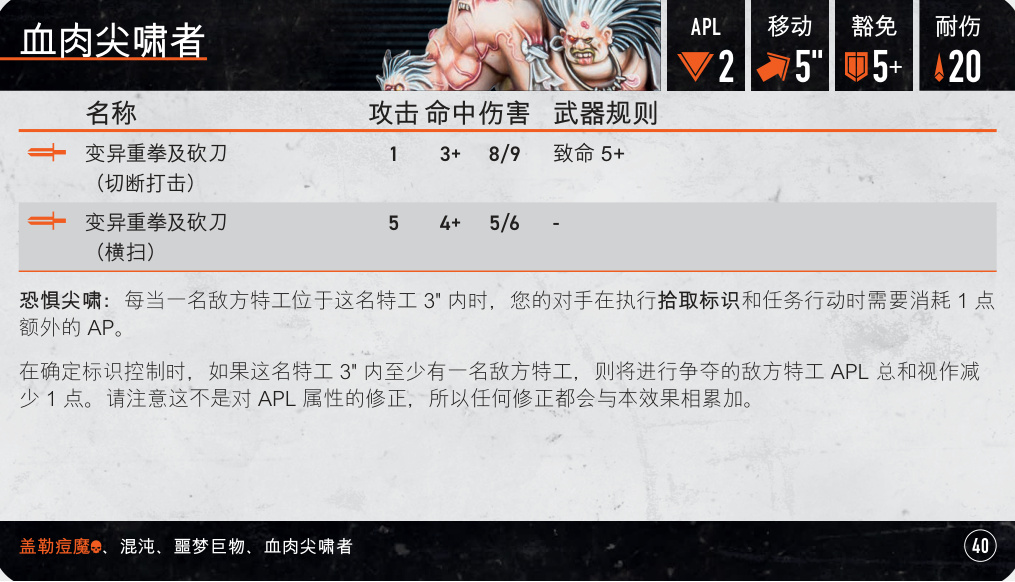 血肉尖啸者
APL 移动 豁免 耐伤
2 5" 5+ 20
名称 攻击 命中 伤害 武器规则
变异重拳及砍刀 1 3+ 8/9 致命 5+
（切断打击）
变异重拳及砍刀 5 4+ 5/6 -
（横扫）
恐惧尖啸：每当一名敌方特工位于这名特工 3" 内时，您的对手在执行拾取标识和任务行动时需要消耗 1 点
额外的 AP。
在确定标识控制时，如果这名特工 3" 内至少有一名敌方特工，则将进行争夺的敌方特工 APL 总和视作减
少 1 点。请注意这不是对 APL 属性的修正，所以任何修正都会与本效果相累加。
盖勒痘魔、混沌、噩梦巨物、血肉尖啸者 40